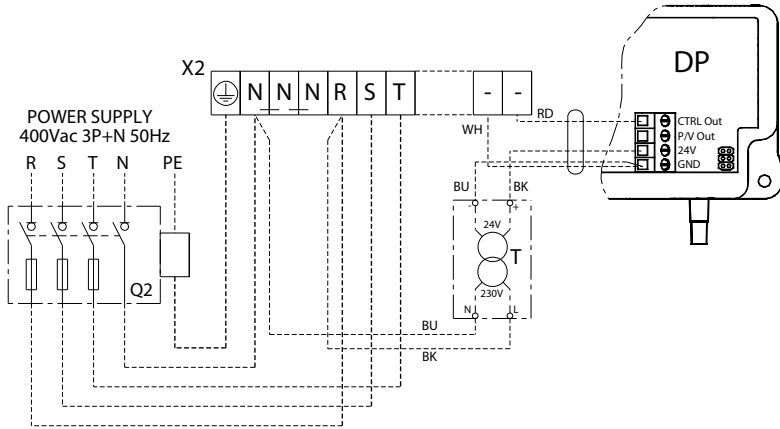 X2
N N N R S T - -
DP
POWER SUPPLY
400Vac 3P+N 50Hz
R S T N PE
RD
WH
CTRL Out
P/V Out
24V
GND
BU BK
- +
24V
T
230V
N L
Q2
BU
BK